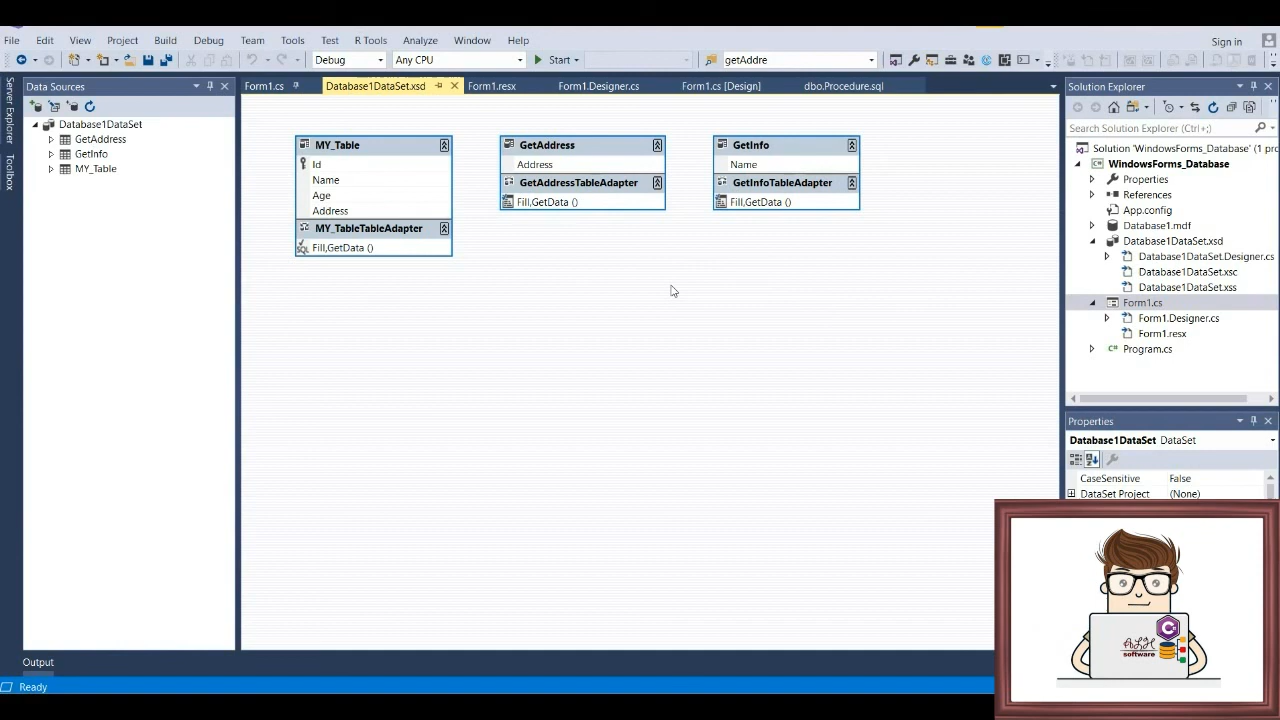 File Edit View Project Build Debug Team Tools Test R Tools Analyze Window Help
Sign in
Debug Any CPU Start getAddre
Server Explorer
Toolbox
Data Sources
Database1DataSet
GetAddress
GetInfo
MY_Table
Form1.cs Database1DataSet.xsd Form1.resx Form1.Designer.cs Form1.cs [Design] dbo.Procedure.sql
MY_Table
Id
Name
Age
Address
MY_TableTableAdapter
SQL Fill,GetData ()
GetAddress
Address
GetAddressTableAdapter
Fill,GetData ()
GetInfo
Name
GetInfoTableAdapter
Fill,GetData ()
Solution Explorer
Search Solution Explorer (Ctrl+;)
Solution 'WindowsForms_Database' (1 pro
C# WindowsForms_Database
Properties
References
App.config
Database1.mdf
Database1DataSet.xsd
Database1DataSet.Designer.cs
Database1DataSet.xsc
Database1DataSet.xss
Form1.cs
Form1.Designer.cs
Form1.resx
C# Program.cs
Properties
Database1DataSet DataSet
CaseSensitive False
DataSet Project (None)
ALH
software
Output
Ready